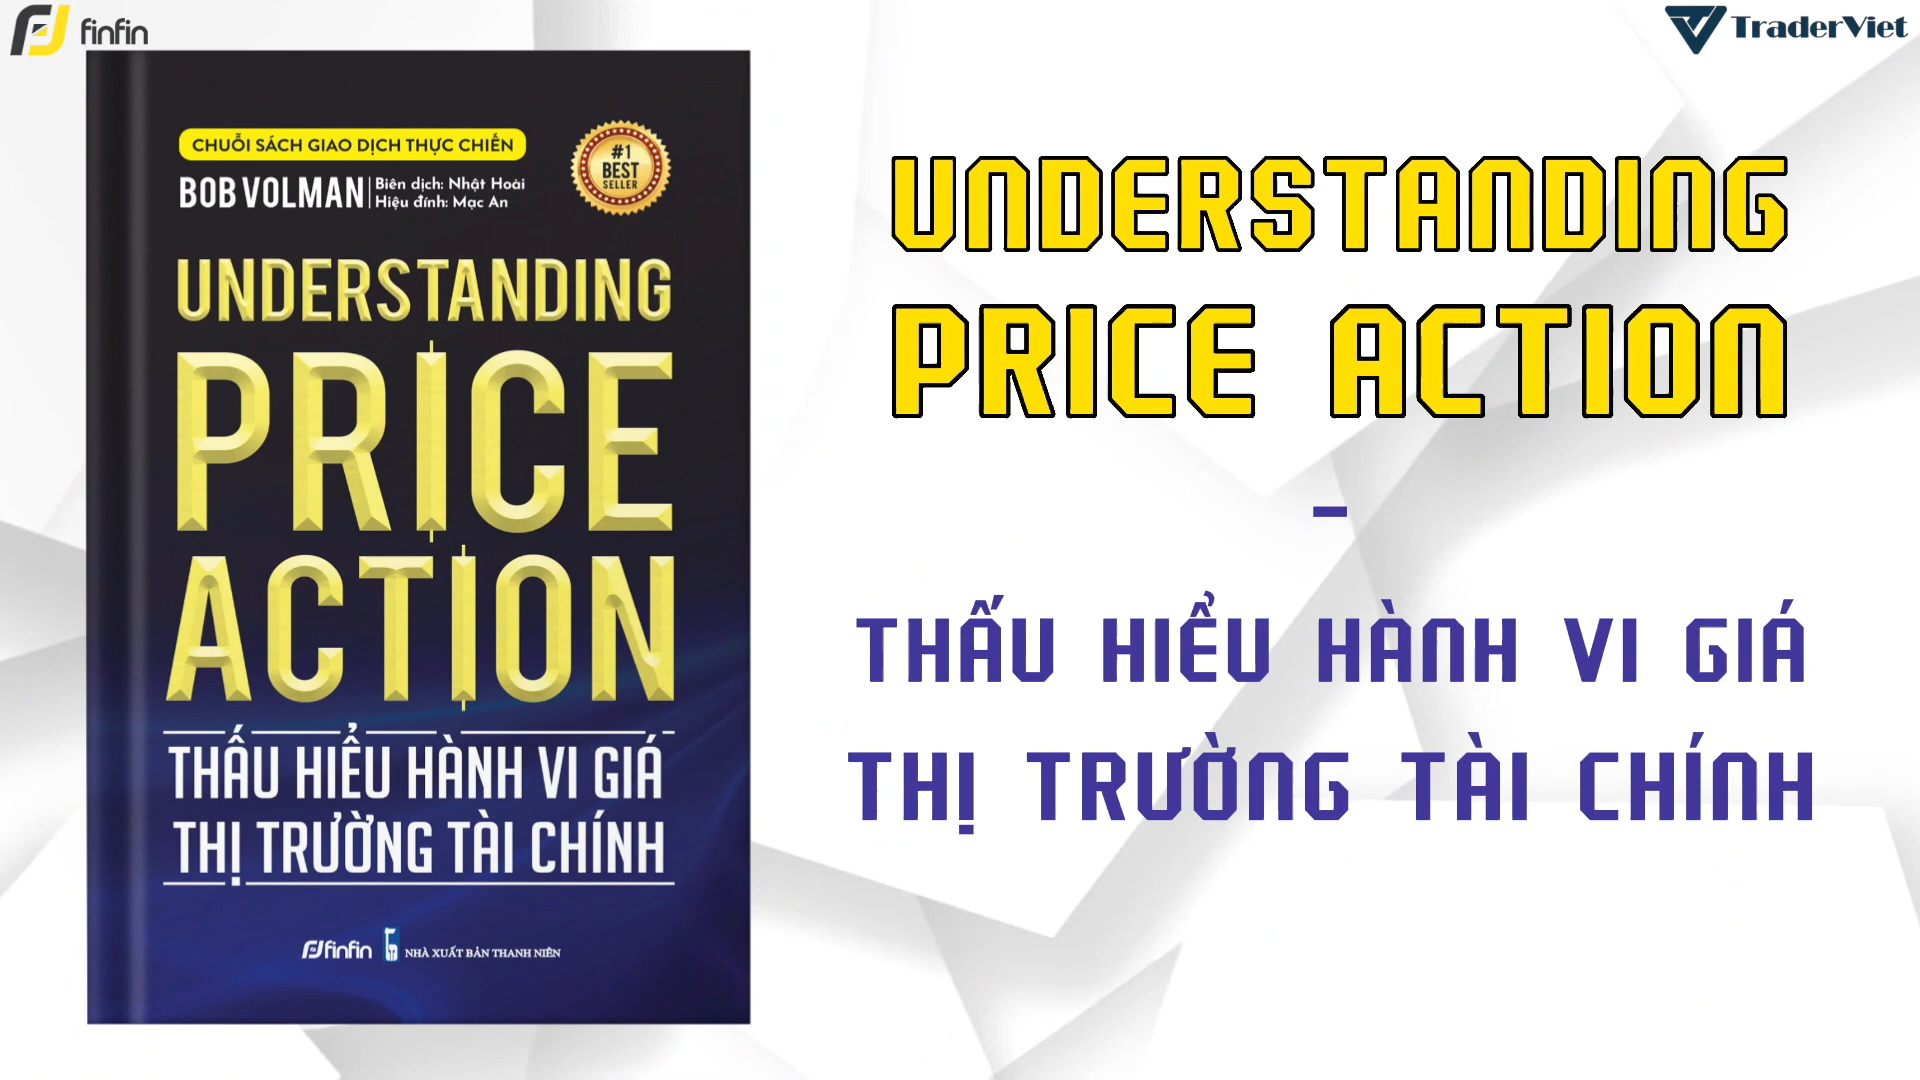 finfin
TraderViet
CHUỖI SÁCH GIAO DỊCH THỰC CHIẾN
BOB VOLMAN
Biên dịch: Nhật Hoài
Hiệu đính: Mạc An
#1
BEST
SELLER
UNDERSTANDING
PRICE
ACTION
THẤU HIỂU HÀNH VI GIÁ
THỊ TRƯỜNG TÀI CHÍNH
finfin
NHÀ XUẤT BẢN THANH NIÊN
UNDERSTANDING
PRICE ACTION
-
THẤU HIỂU HÀNH VI GIÁ
THỊ TRƯỜNG TÀI CHÍNH